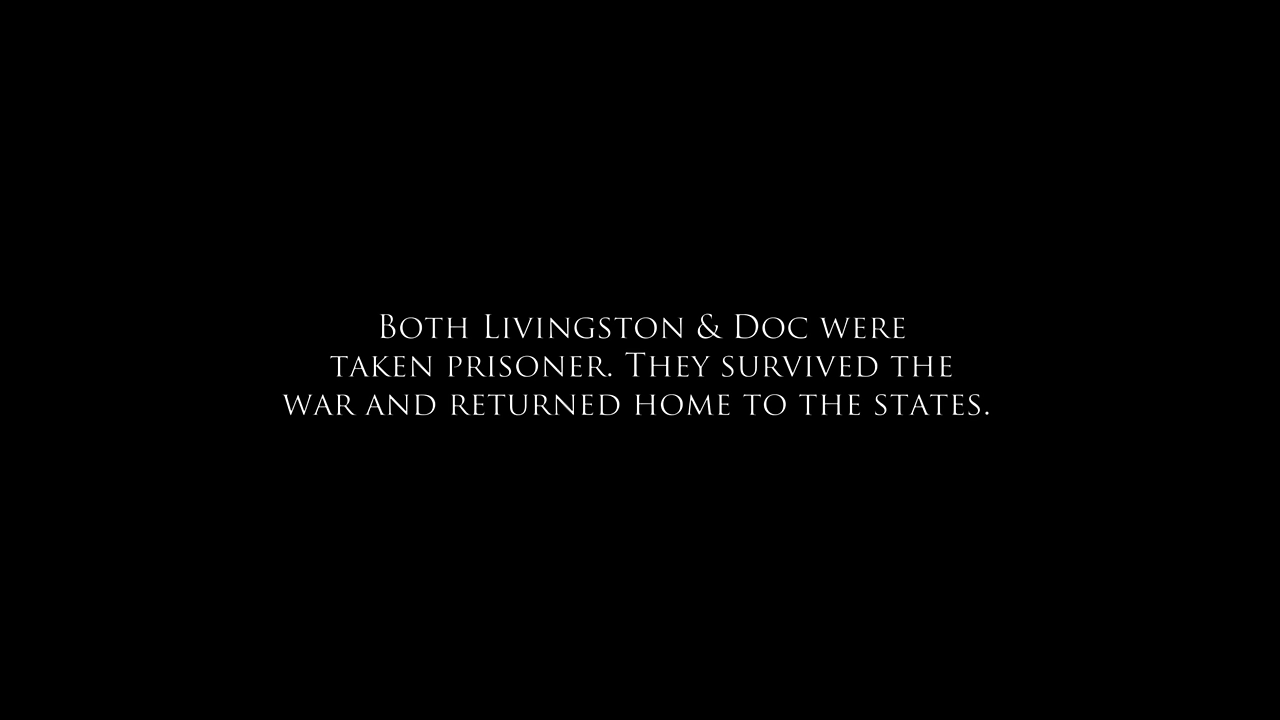 Both Livingston & Doc were
taken prisoner. They survived the
war and returned home to the states.